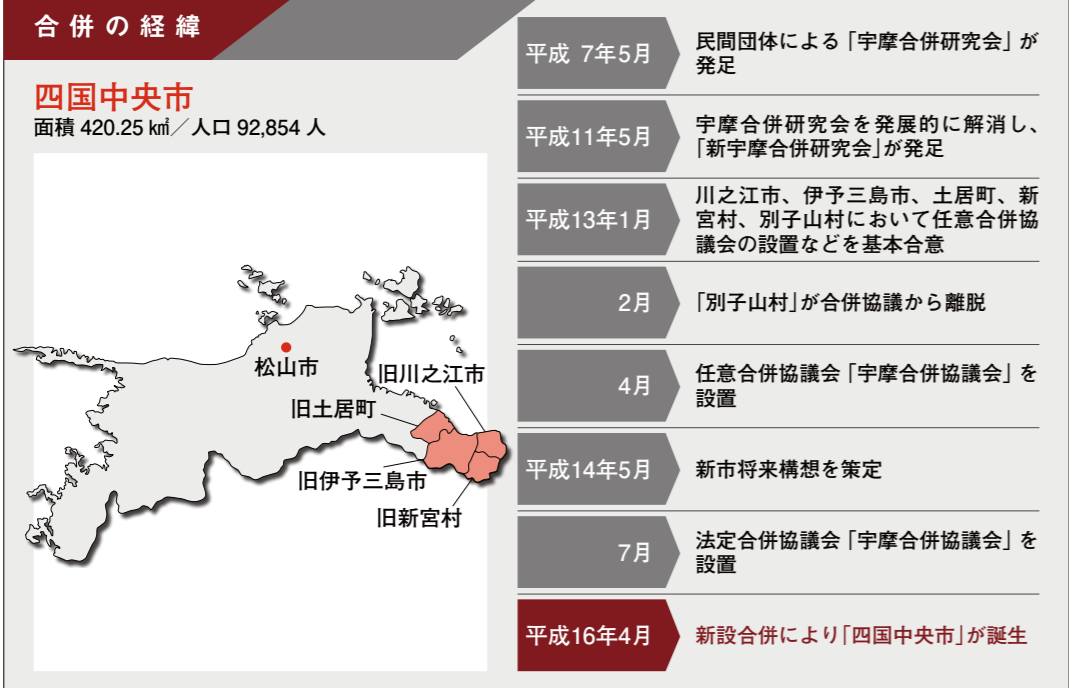 合併の経緯
四国中央市
面積 420.25 ㎢／人口 92,854 人
松山市
旧川之江市
旧土居町
旧伊予三島市
旧新宮村
平成 7年5月
民間団体による「宇摩合併研究会」が
発足
平成11年5月
宇摩合併研究会を発展的に解消し、
「新宇摩合併研究会」が発足
平成13年1月
川之江市、伊予三島市、土居町、新
宮村、別子山村において任意合併協
議会の設置などを基本合意
2月
「別子山村」が合併協議から離脱
4月
任意合併協議会「宇摩合併協議会」を
設置
平成14年5月
新市将来構想を策定
7月
法定合併協議会「宇摩合併協議会」を
設置
平成16年4月
新設合併により「四国中央市」が誕生